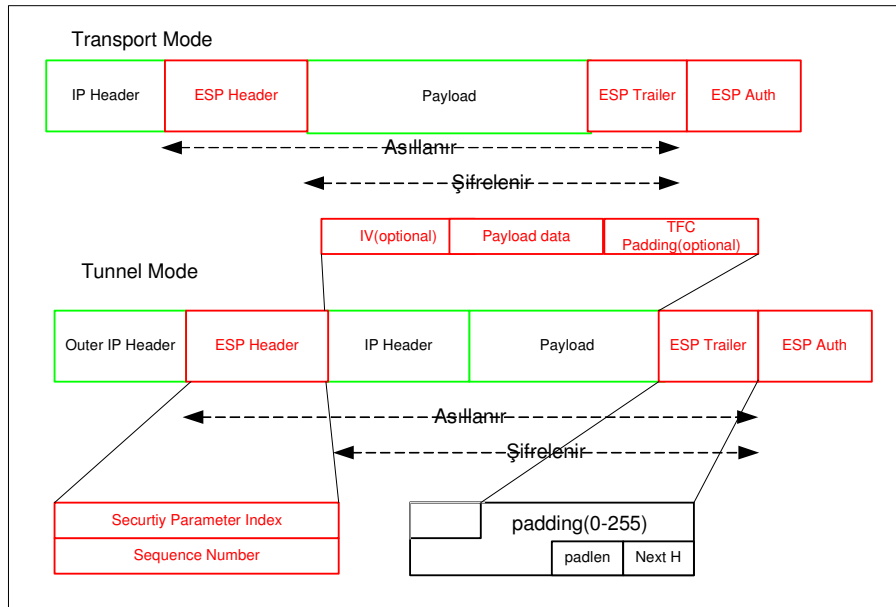 Transport Mode
IP Header
ESP Header
Payload
ESP Trailer
ESP Auth
Asıllanır
Şifrelenir
IV(optional)
Payload data
TFC
Padding(optional)
Tunnel Mode
Outer IP Header
ESP Header
IP Header
Payload
ESP Trailer
ESP Auth
Asıllanır
Şifrelenir
Securtiy Parameter Index
Sequence Number
padding(0-255)
padlen
Next H